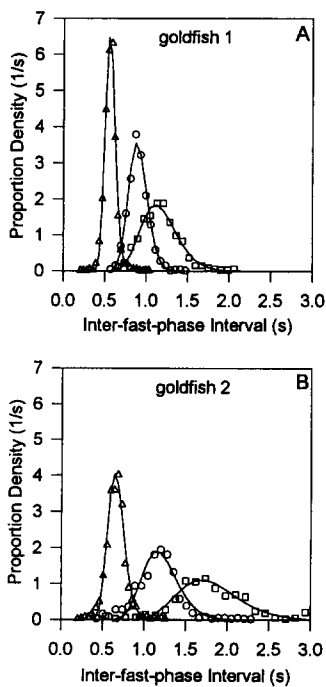 goldfish 1
A
Proportion Density (1/s)
7
6
5
4
3
2
1
0
0.0 0.5 1.0 1.5 2.0 2.5 3.0
Inter-fast-phase Interval (s)
goldfish 2
B
Proportion Density (1/s)
7
6
5
4
3
2
1
0
0.0 0.5 1.0 1.5 2.0 2.5 3.0
Inter-fast-phase Interval (s)